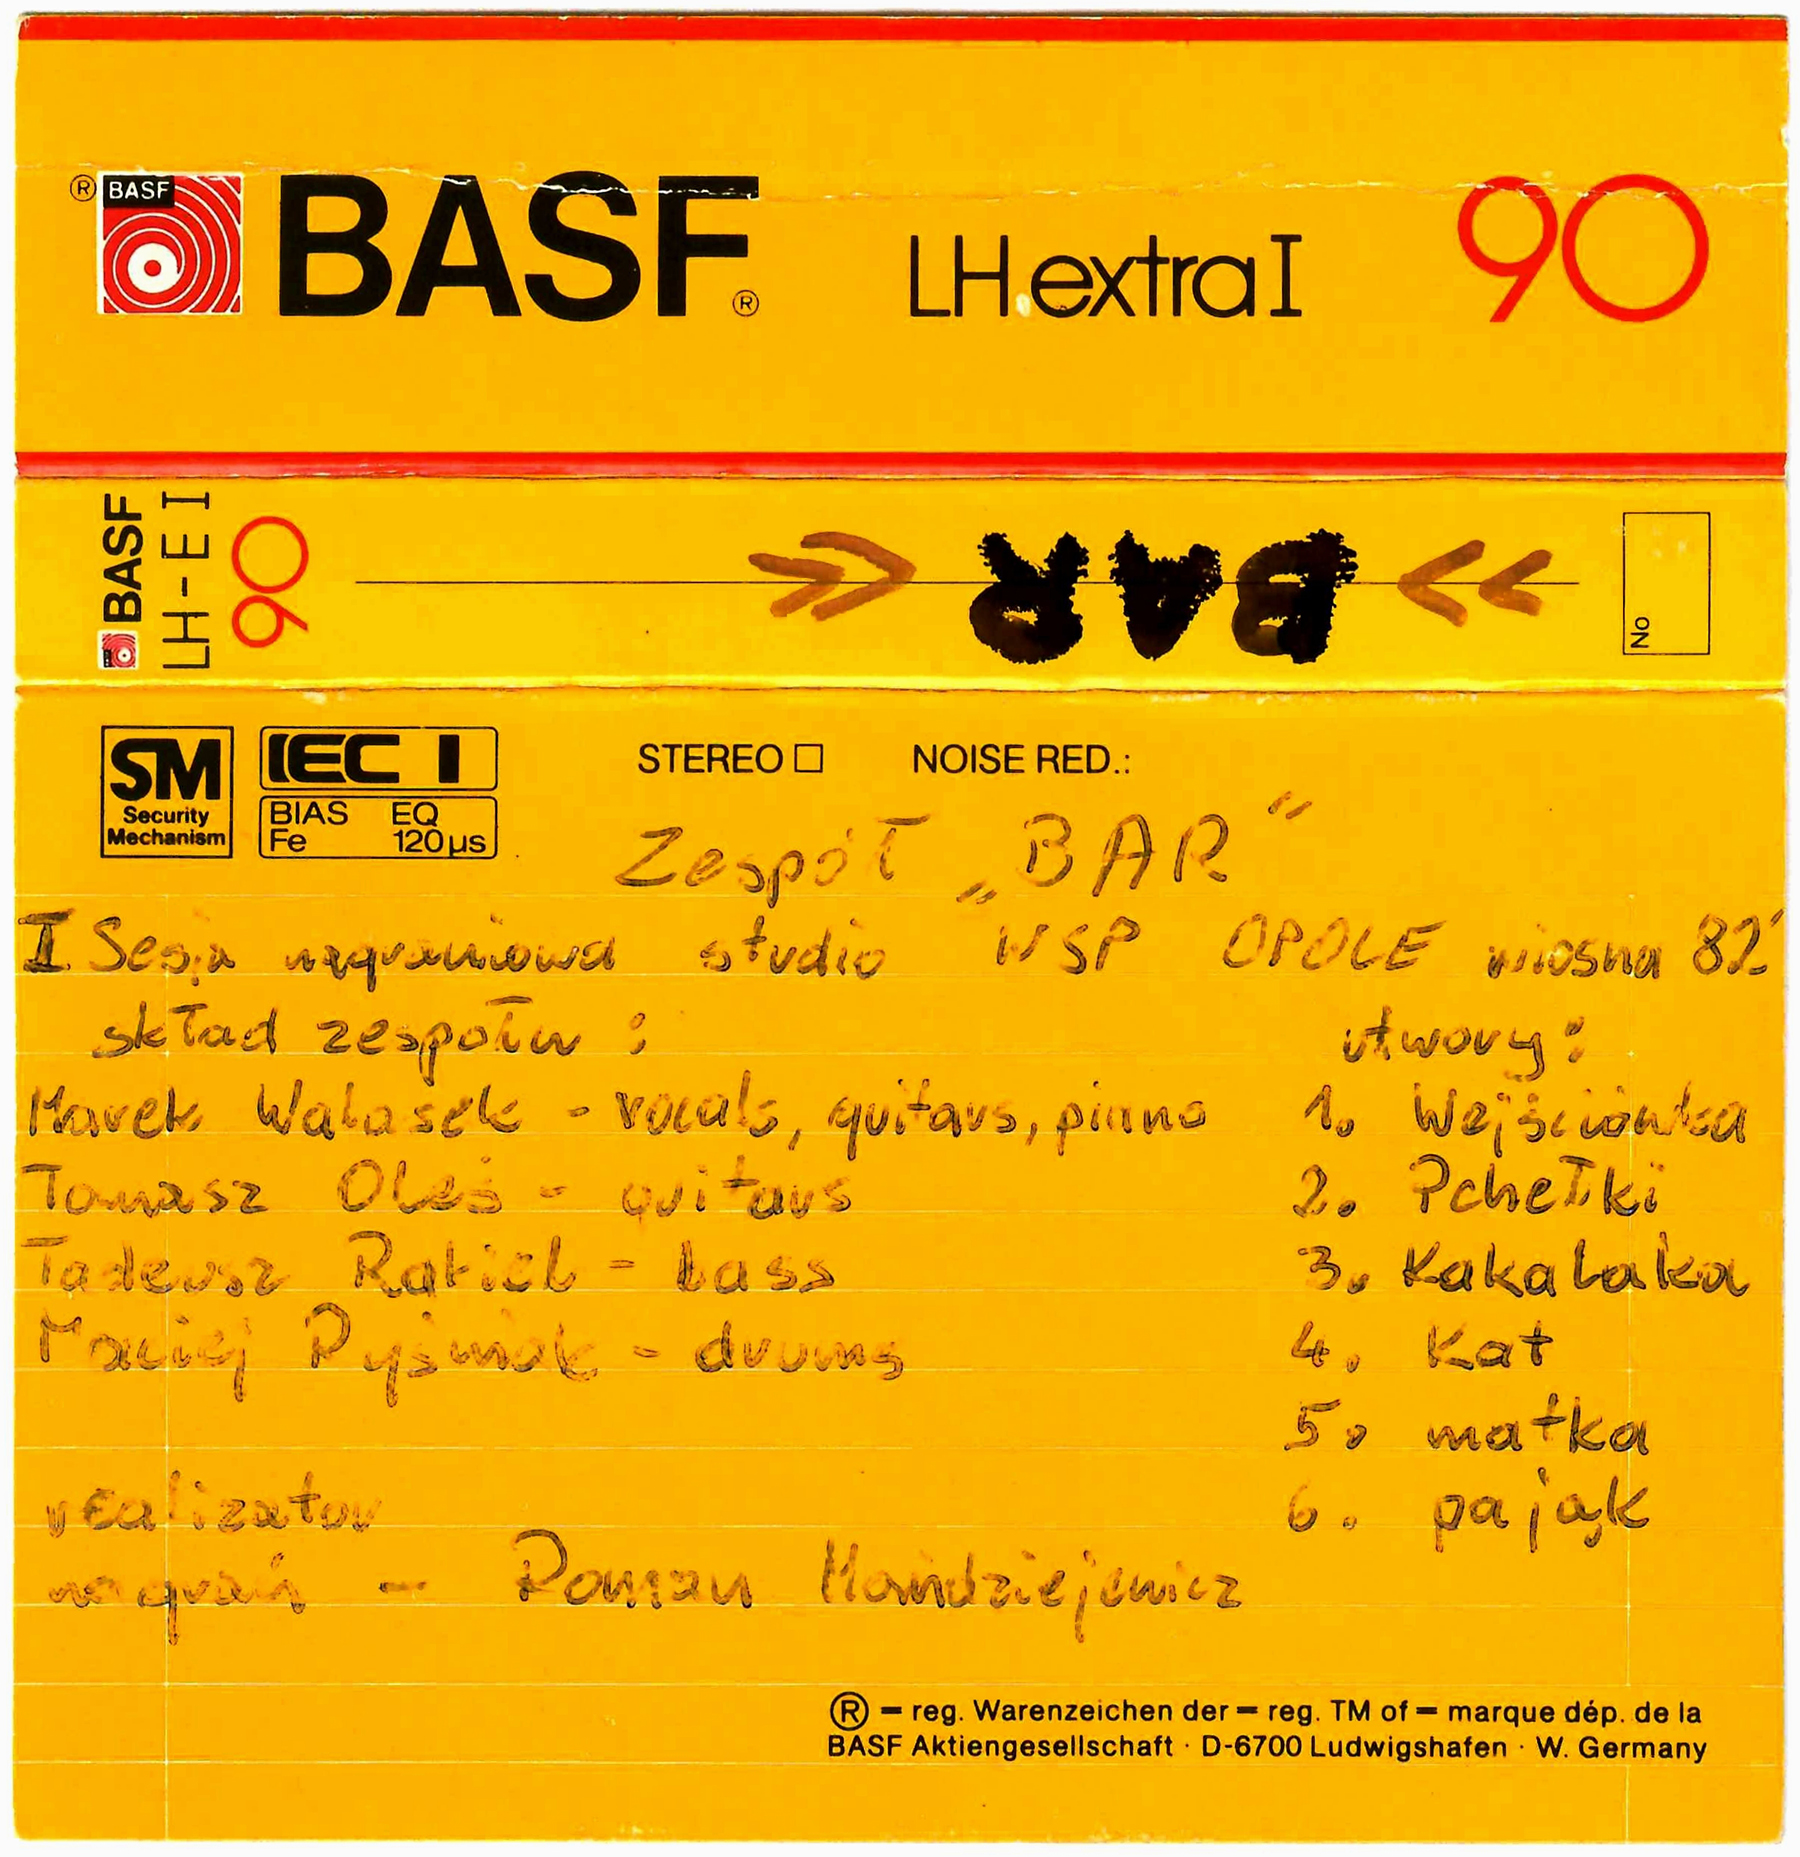 ® BASF BASF® LH extra I 90
BASF LH-E I 90
« BAR »
No
SM Security Mechanism
IEC I
BIAS EQ
Fe 120 µs
STEREO □ NOISE RED.:
Zespół „BAR”
I Sesja nagraniowa studio WSP OPOLE wiosna 82'
skład zespołu :
utwory :
Marek Walasek - vocals, guitars, piano
Tomasz Oleś - guitars
Tadeusz - bass
Maciej - drums
1. Wejściówka
2. Pchełki
3. Kakalaka
4. Kat
5. matka
6. pająk
realizator
nagrań - Roman
® = reg. Warenzeichen der = reg. TM of = marque dép. de la
BASF Aktiengesellschaft · D-6700 Ludwigshafen · W. Germany